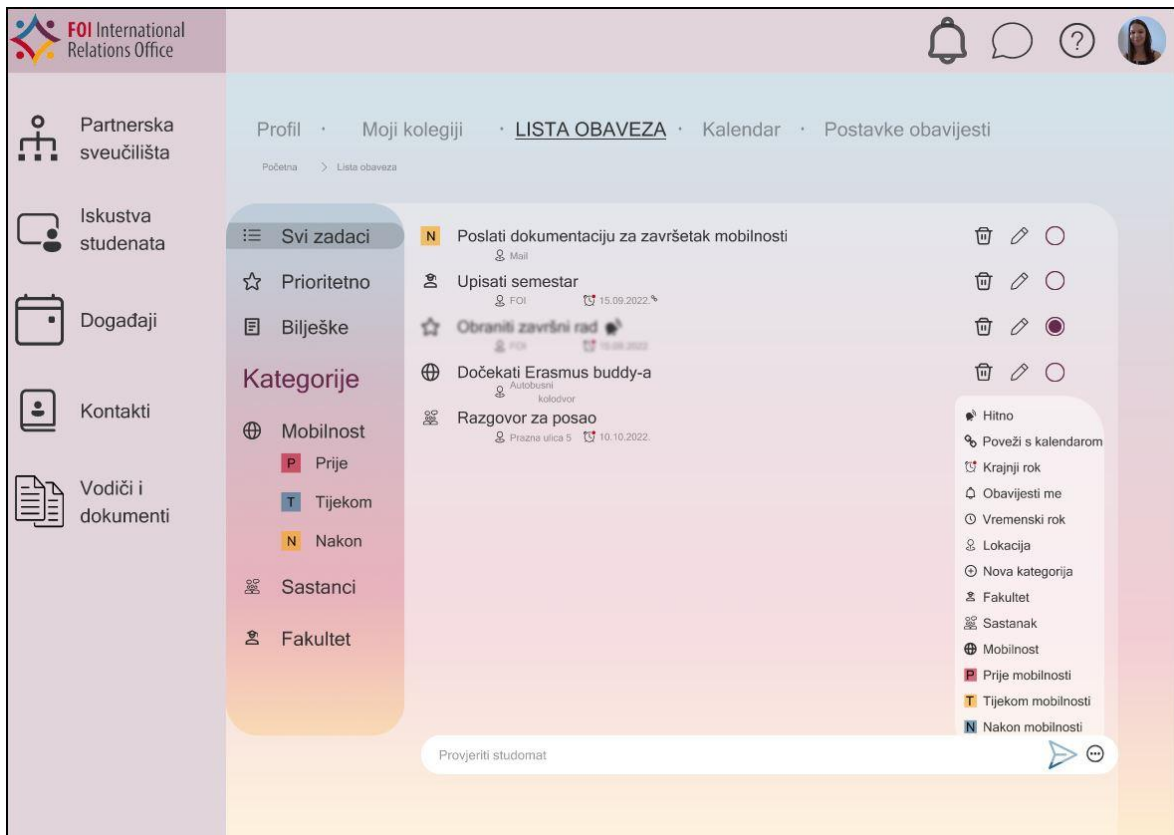 FOI International
Relations Office
Partnerska
sveučilišta
Iskustva
studenata
Događaji
Kontakti
Vodiči i
dokumenti
Profil · Moji kolegiji · LISTA OBAVEZA · Kalendar · Postavke obavijesti
Početna > Lista obaveza
Svi zadaci
Prioritetno
Bilješke
Kategorije
Mobilnost
P Prije
T Tijekom
N Nakon
Sastanci
Fakultet
N Poslati dokumentaciju za završetak mobilnosti
Mail
Upisati semestar
FOI 15.09.2022.
Obraniti završni rad
FOI 15.08.2022
Dočekati Erasmus buddy-a
Autobusni
kolodvor
Razgovor za posao
Prazna ulica 5 10.10.2022.
Hitno
Poveži s kalendarom
Krajnji rok
Obavijesti me
Vremenski rok
Lokacija
Nova kategorija
Fakultet
Sastanak
Mobilnost
P Prije mobilnosti
T Tijekom mobilnosti
N Nakon mobilnosti
Provjeriti studomat